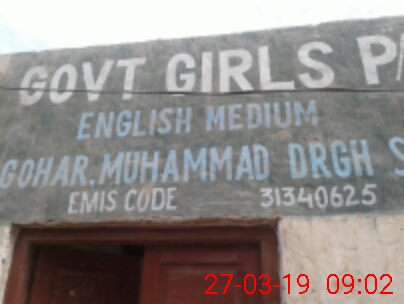 GOVT GIRLS
ENGLISH MEDIUM
GOHAR.MUHAMMAD DRGH
EMIS CODE 31340625
27-03-19 09:02